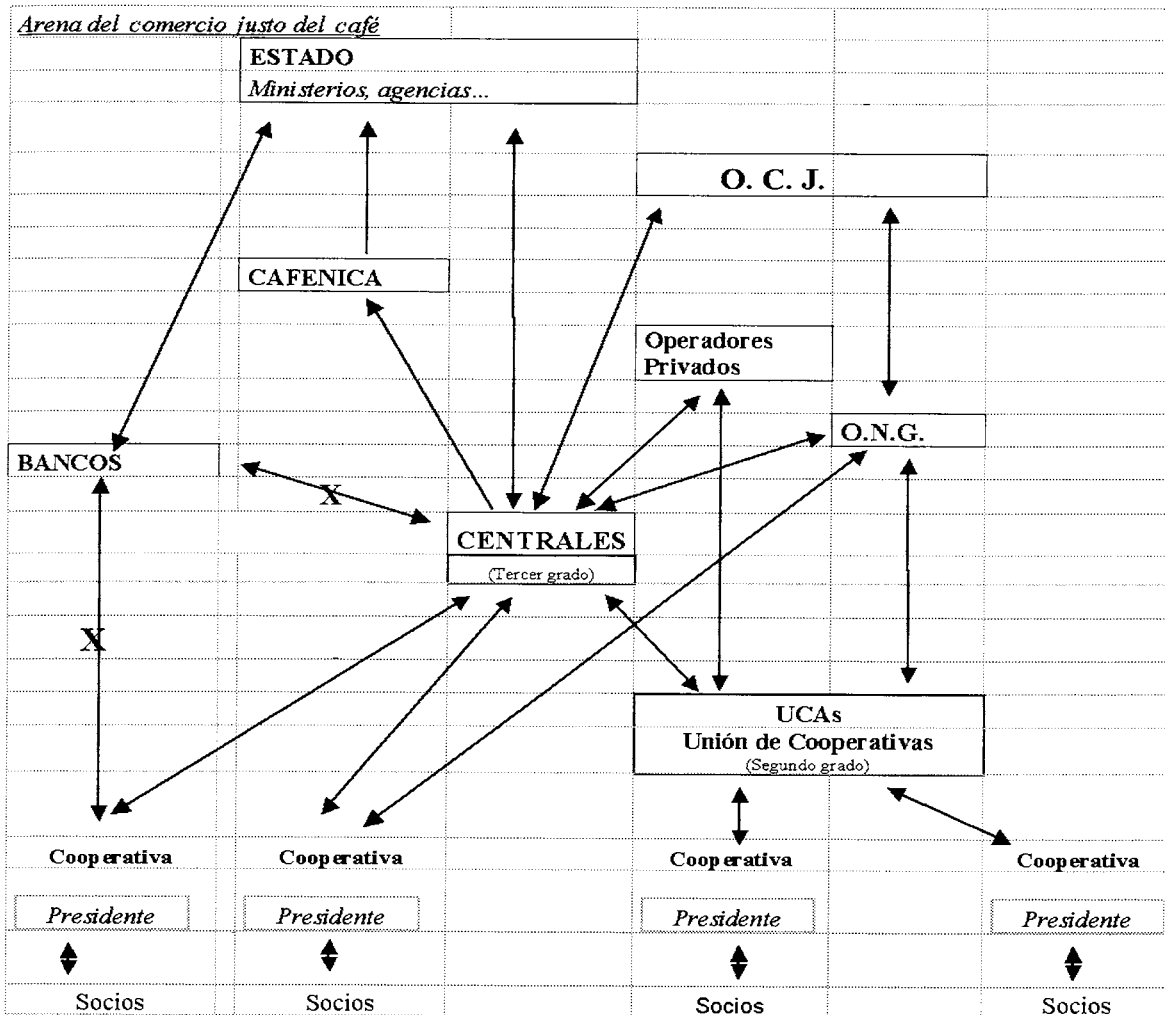 Arena del comercio justo del café
ESTADO
Ministerios, agencias...
O. C. J.
CAFENICA
Operadores
Privados
O.N.G.
BANCOS
X
CENTRALES
(Tercer grado)
X
UCAs
Unión de Cooperativas
(Segundo grado)
Cooperativa
Cooperativa
Cooperativa
Cooperativa
Presidente
Presidente
Presidente
Presidente
Socios
Socios
Socios
Socios